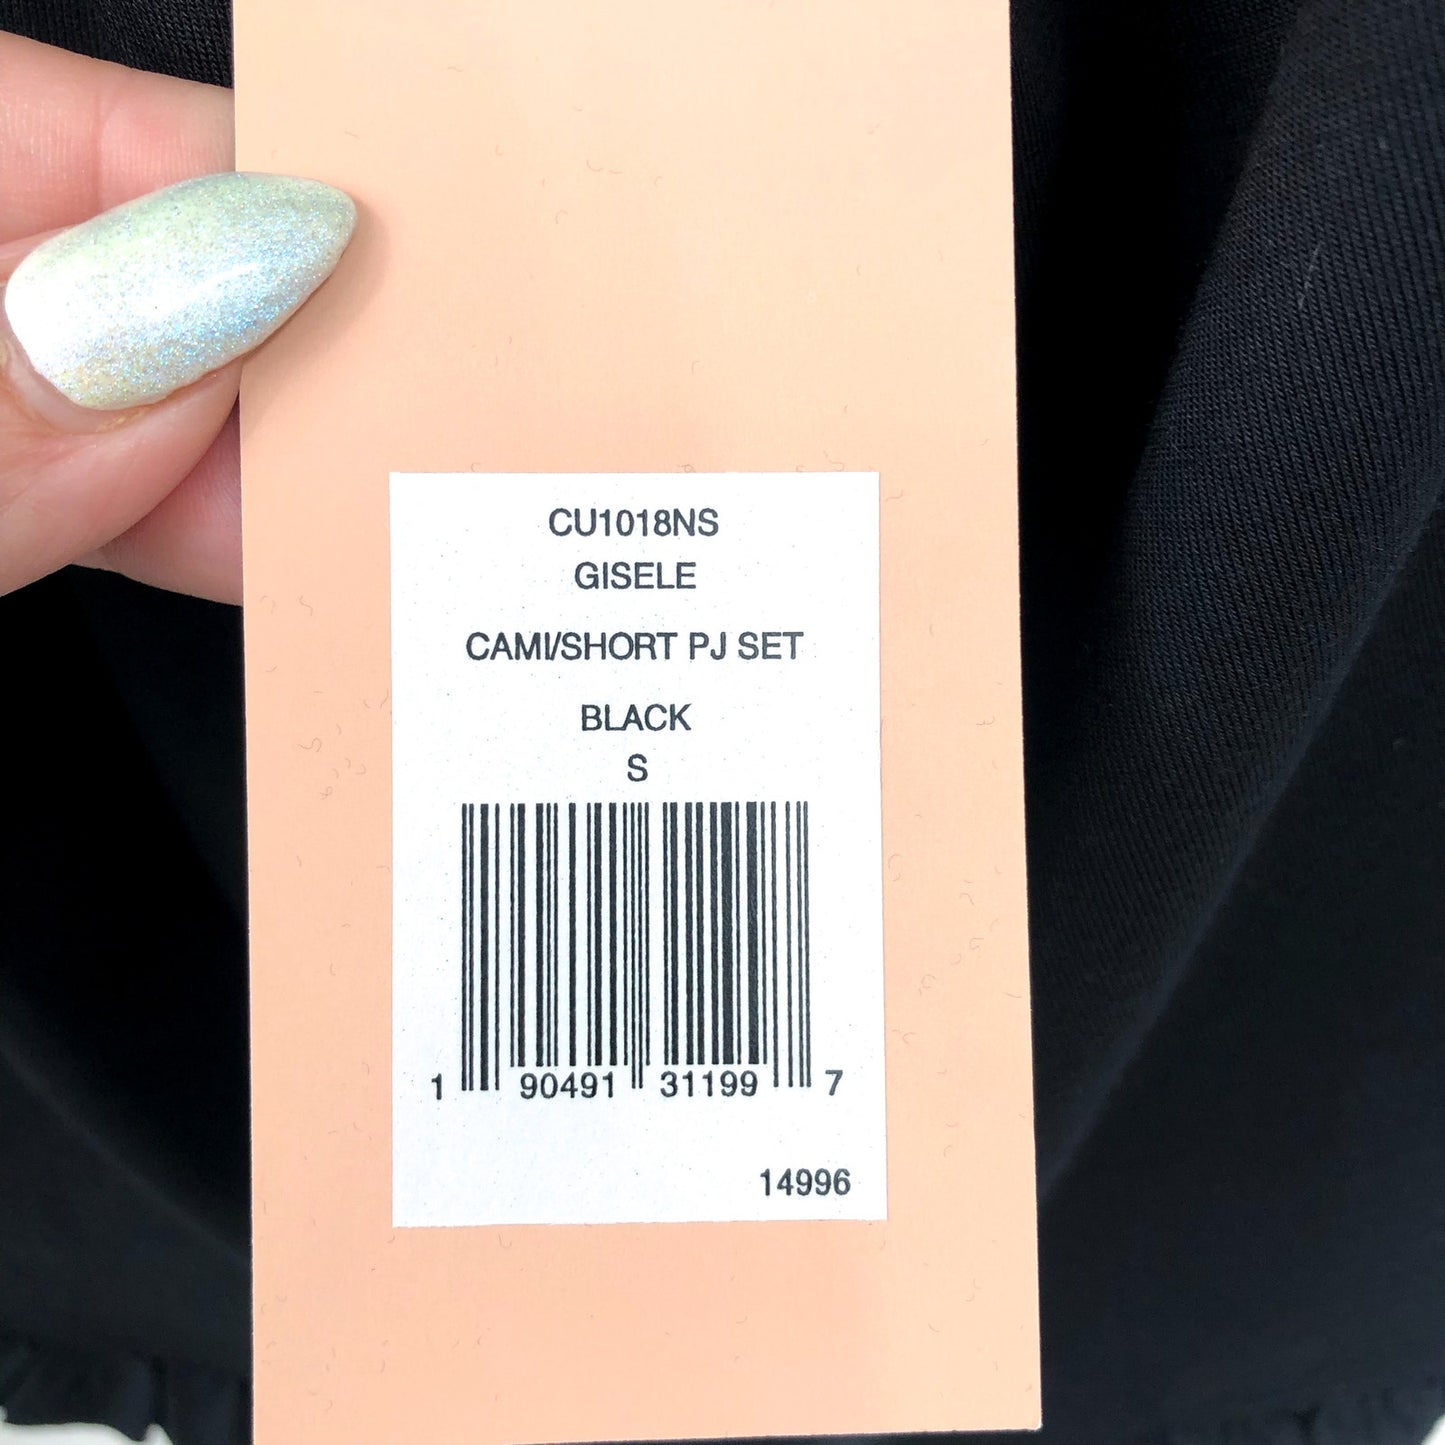 CU1018NS
GISELE
CAMI/SHORT PJ SET
BLACK
S
1 90491 31199 7
14996